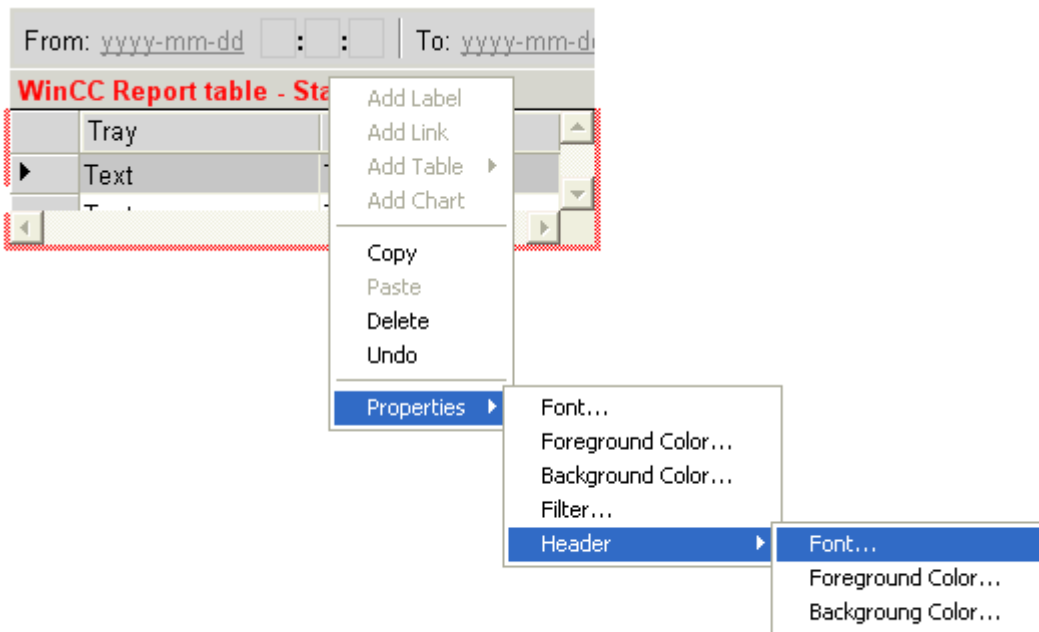 From: yyyy-mm-dd : : To: yyyy-mm-d
WinCC Report table - Sta
Tray
Text
Add Label
Add Link
Add Table
Add Chart
Copy
Paste
Delete
Undo
Properties
Font...
Foreground Color...
Background Color...
Filter...
Header
Font...
Foreground Color...
Backgroung Color...